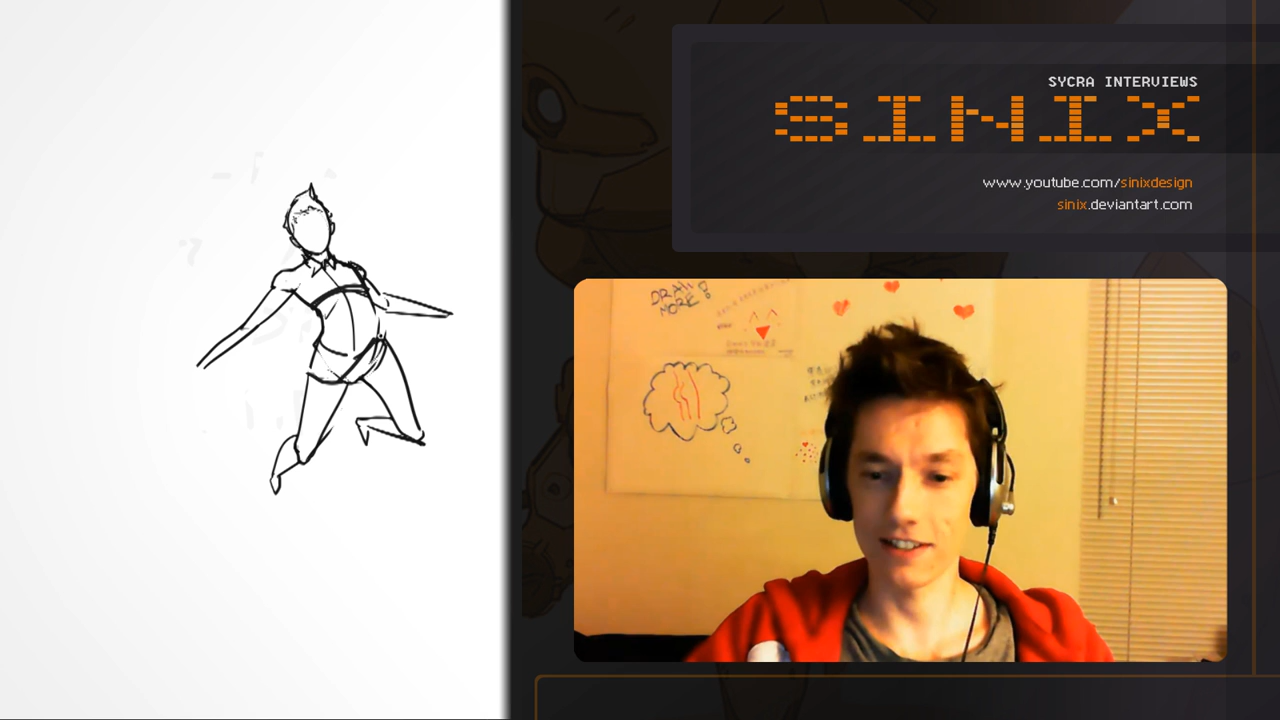 SYCRA INTERVIEWS
SINIX
www.youtube.com/sinixdesign
sinix.deviantart.com
DRAW
MORE!